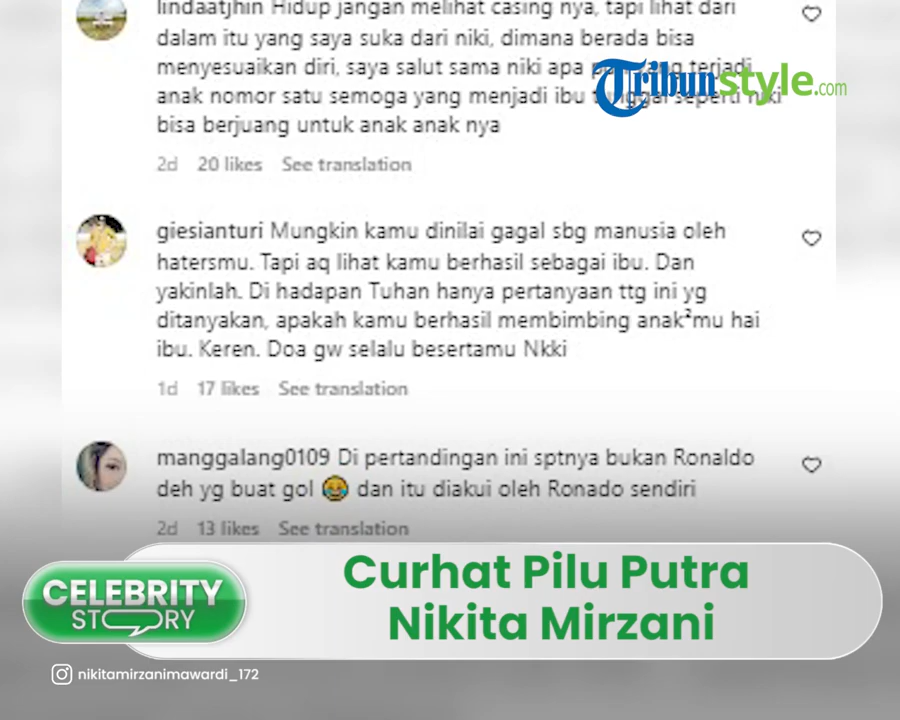 lindaatjhin Hidup jangan melihat casing nya, tapi lihat dari
dalam itu yang saya suka dari niki, dimana berada bisa
menyesuaikan diri, saya salut sama niki apa yang terjadi
anak nomor satu semoga yang menjadi ibu tunggal seperti niki
bisa berjuang untuk anak anak nya
Tribunstyle.com
2d 20 likes See translation
giesianturi Mungkin kamu dinilai gagal sbg manusia oleh
hatersmu. Tapi aq lihat kamu berhasil sebagai ibu. Dan
yakinlah. Di hadapan Tuhan hanya pertanyaan ttg ini yg
ditanyakan, apakah kamu berhasil membimbing anak²mu hai
ibu. Keren. Doa gw selalu besertamu Nkki
1d 17 likes See translation
manggalang0109 Di pertandingan ini sptnya bukan Ronaldo
deh yg buat gol 😂 dan itu diakui oleh Ronado sendiri
2d 13 likes See translation
CELEBRITY
STORY
Curhat Pilu Putra
Nikita Mirzani
nikitamirzanimawardi_172